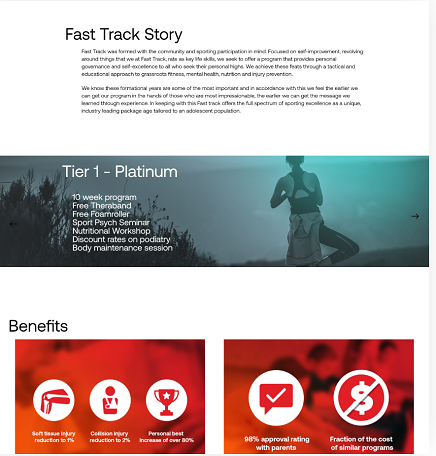 Fast Track Story
Fast Track was formed with the community and sporting participation in mind. Focused on self-improvement, revolving
around things that we at Fast Track, rate as key life skills, we seek to offer a program that provides personal
governance and self-excellence to all who seek their personal highs. We achieve these feats through a tactical and
educational approach to grassroots fitness, mental health, nutrition and injury prevention.
We know these formational years are some of the most important and in accordance with this we feel the earlier we
can get our program in the hands of those who are most impressionable, the earlier we can get the message we
learned through experience. In keeping with this Fast track offers the full spectrum of sporting excellence as a unique,
industry leading package age tailored to an adolescent population.
Tier 1 - Platinum
10 week program
Free Theraband
Free Foamroller
Sport Psych Seminar
Nutritional Workshop
Discount rates on podiatry
Body maintenance session
Benefits
Soft tissue Injury
reduction to 1%
Collision Injury
reduction to 2%
Personal best
increase of over 80%
98% approval rating
with parents
Fraction of the cost
of similar programs